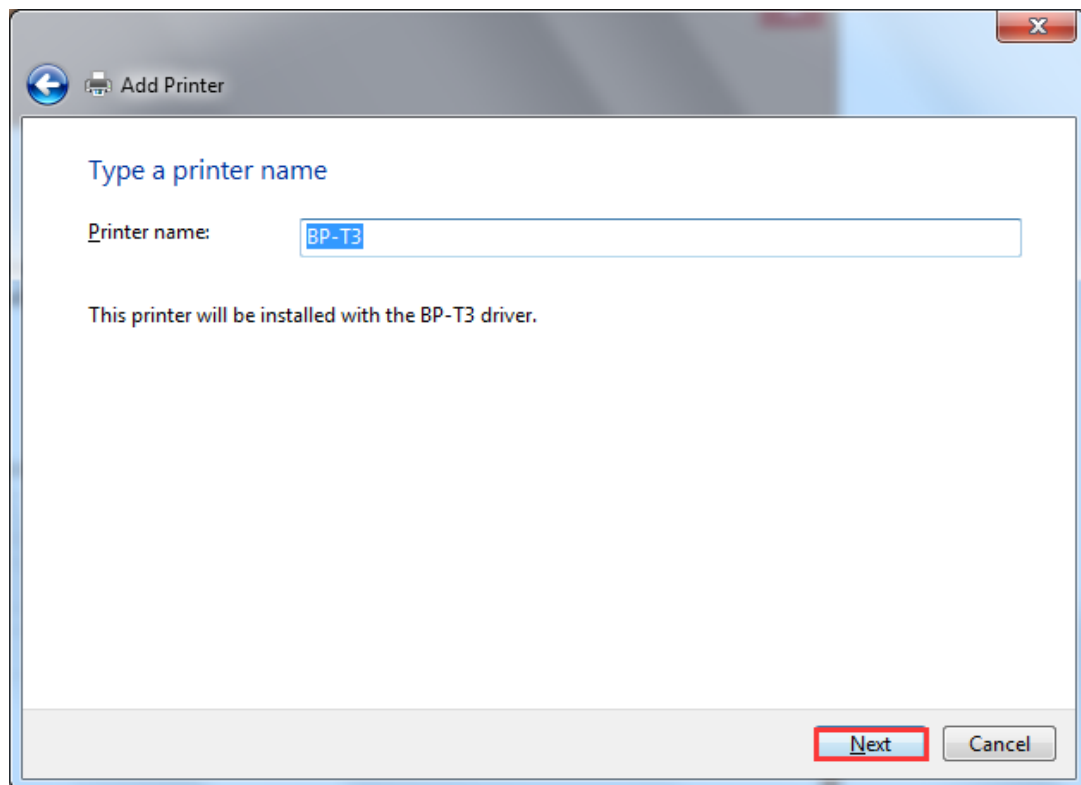 Add Printer
Type a printer name
Printer name:
BP-T3
This printer will be installed with the BP-T3 driver.
Next
Cancel